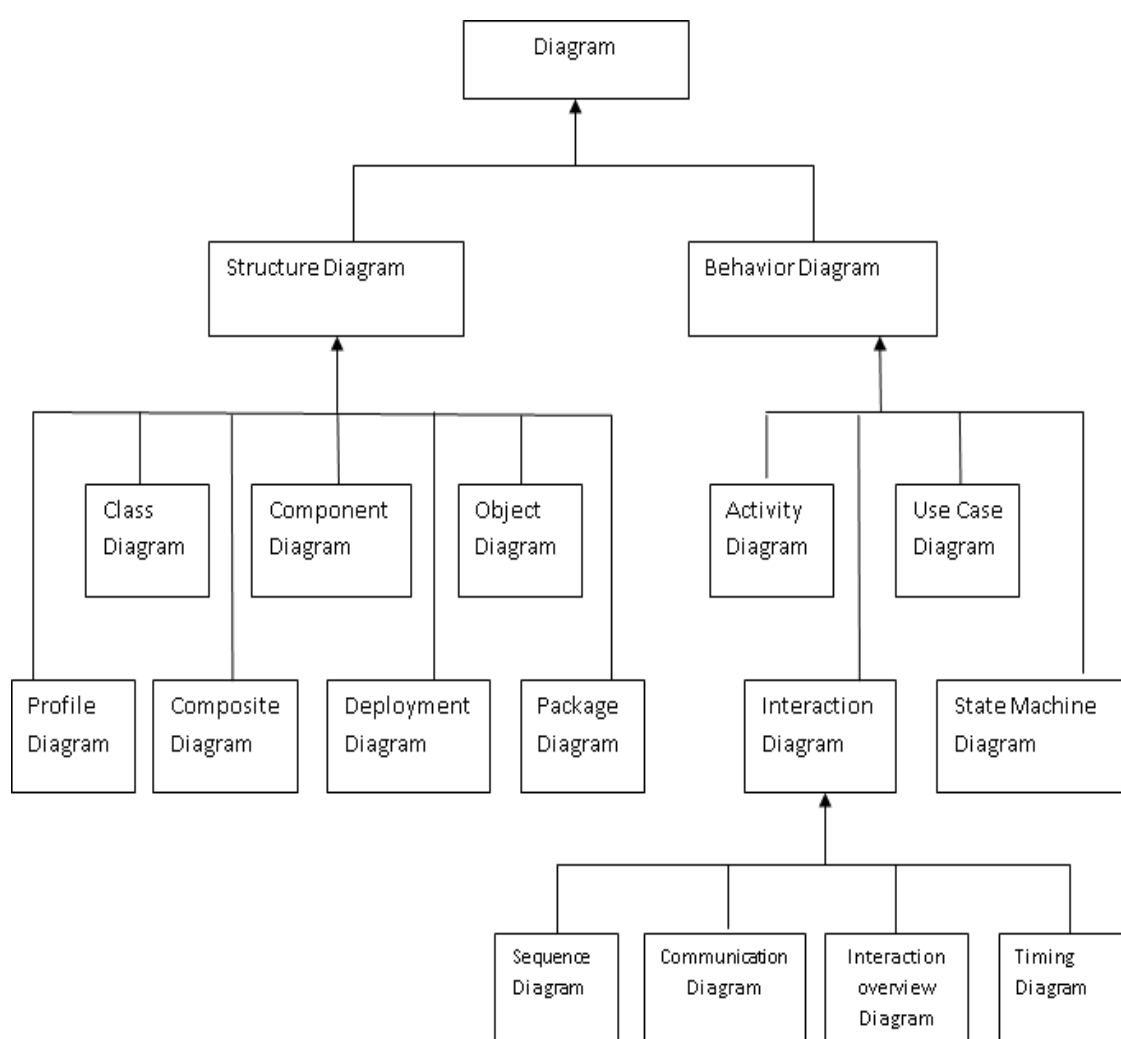 Diagram
Structure Diagram
Behavior Diagram
Class
Diagram
Component
Diagram
Object
Diagram
Activity
Diagram
Use Case
Diagram
Profile
Diagram
Composite
Diagram
Deployment
Diagram
Package
Diagram
Interaction
Diagram
State Machine
Diagram
Sequence
Diagram
Communication
Diagram
Interaction
overview
Diagram
Timing
Diagram